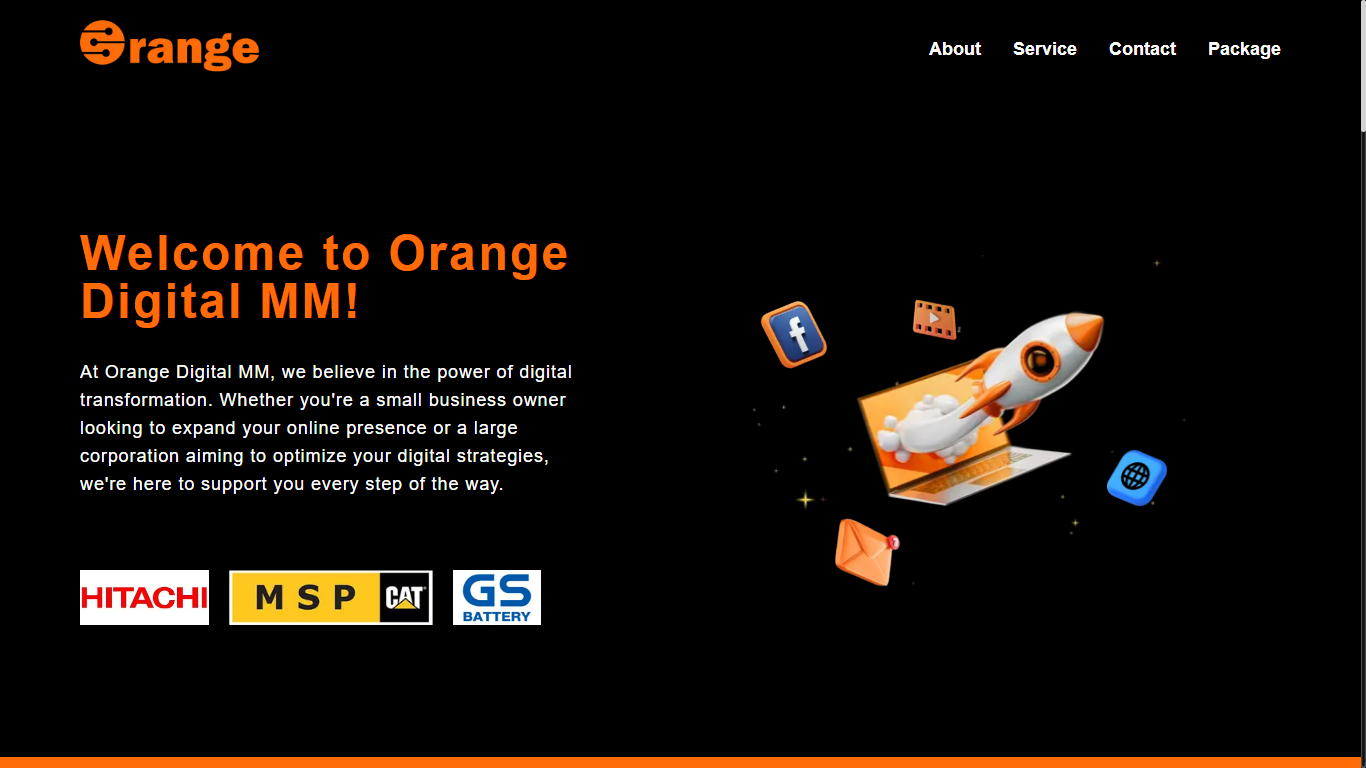 Orange
About Service Contact Package
Welcome to Orange
Digital MM!
At Orange Digital MM, we believe in the power of digital
transformation. Whether you're a small business owner
looking to expand your online presence or a large
corporation aiming to optimize your digital strategies,
we're here to support you every step of the way.
HITACHI
MSP CAT
GS
BATTERY